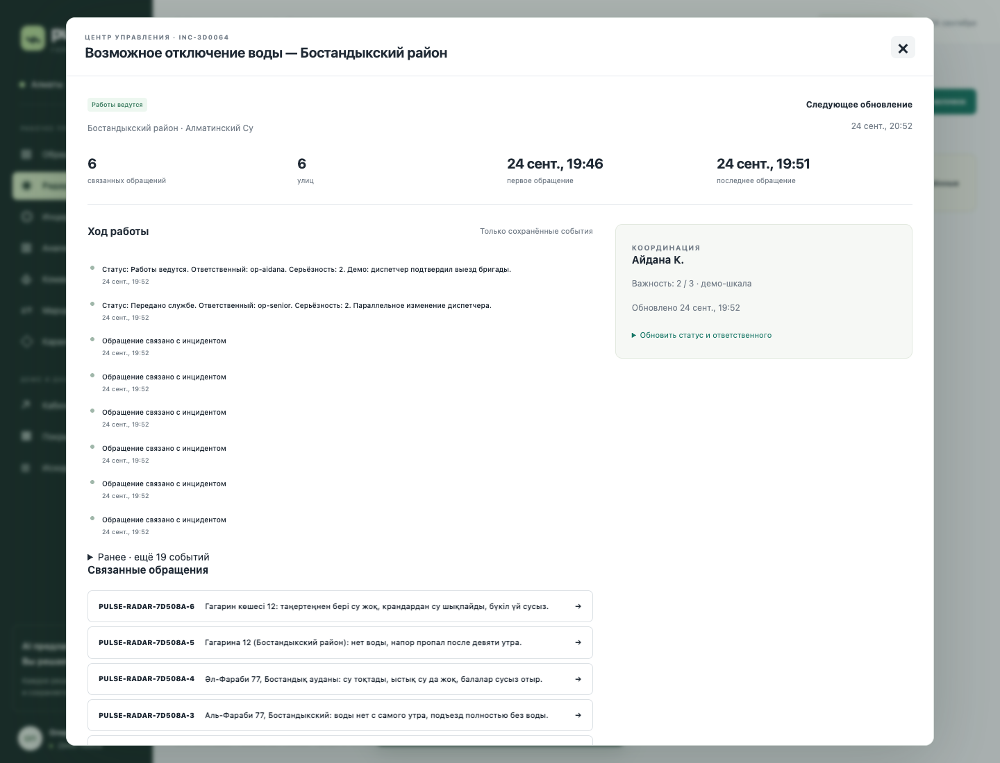 ЦЕНТР УПРАВЛЕНИЯ · INC-3D0064
Возможное отключение воды — Бостандыкский район
Работы ведутся
Следующее обновление
Бостандыкский район · Алматинский Су
24 сент., 20:52
6
6
24 сент., 19:46
24 сент., 19:51
связанных обращений
улиц
первое обращение
последнее обращение
Ход работы
Только сохранённые события
Статус: Работы ведутся. Ответственный: op-aidana. Серьёзность: 2. Демо: диспетчер подтвердил выезд бригады.
24 сент., 19:52
Статус: Передано службе. Ответственный: op-senior. Серьёзность: 2. Параллельное изменение диспетчера.
24 сент., 19:52
Обращение связано с инцидентом
24 сент., 19:52
Обращение связано с инцидентом
24 сент., 19:52
Обращение связано с инцидентом
24 сент., 19:52
Обращение связано с инцидентом
24 сент., 19:52
Обращение связано с инцидентом
24 сент., 19:52
Обращение связано с инцидентом
24 сент., 19:52
Ранее · ещё 19 событий
КООРДИНАЦИЯ
Айдана К.
Важность: 2 / 3 · демо-шкала
Обновлено 24 сент., 19:52
Обновить статус и ответственного
Связанные обращения
PULSE-RADAR-7D508A-6 Гагарин көшесі 12: таңертеңнен бері су жоқ, крандардан су шықпайды, бүкіл үй сусыз. →
PULSE-RADAR-7D508A-5 Гагарина 12 (Бостандыкский район): нет воды, напор пропал после девяти утра. →
PULSE-RADAR-7D508A-4 Әл-Фараби 77, Бостандық ауданы: су тоқтады, ыстық су да жоқ, балалар сусыз отыр. →
PULSE-RADAR-7D508A-3 Аль-Фараби 77, Бостандыкский: воды нет с самого утра, подъезд полностью без воды. →